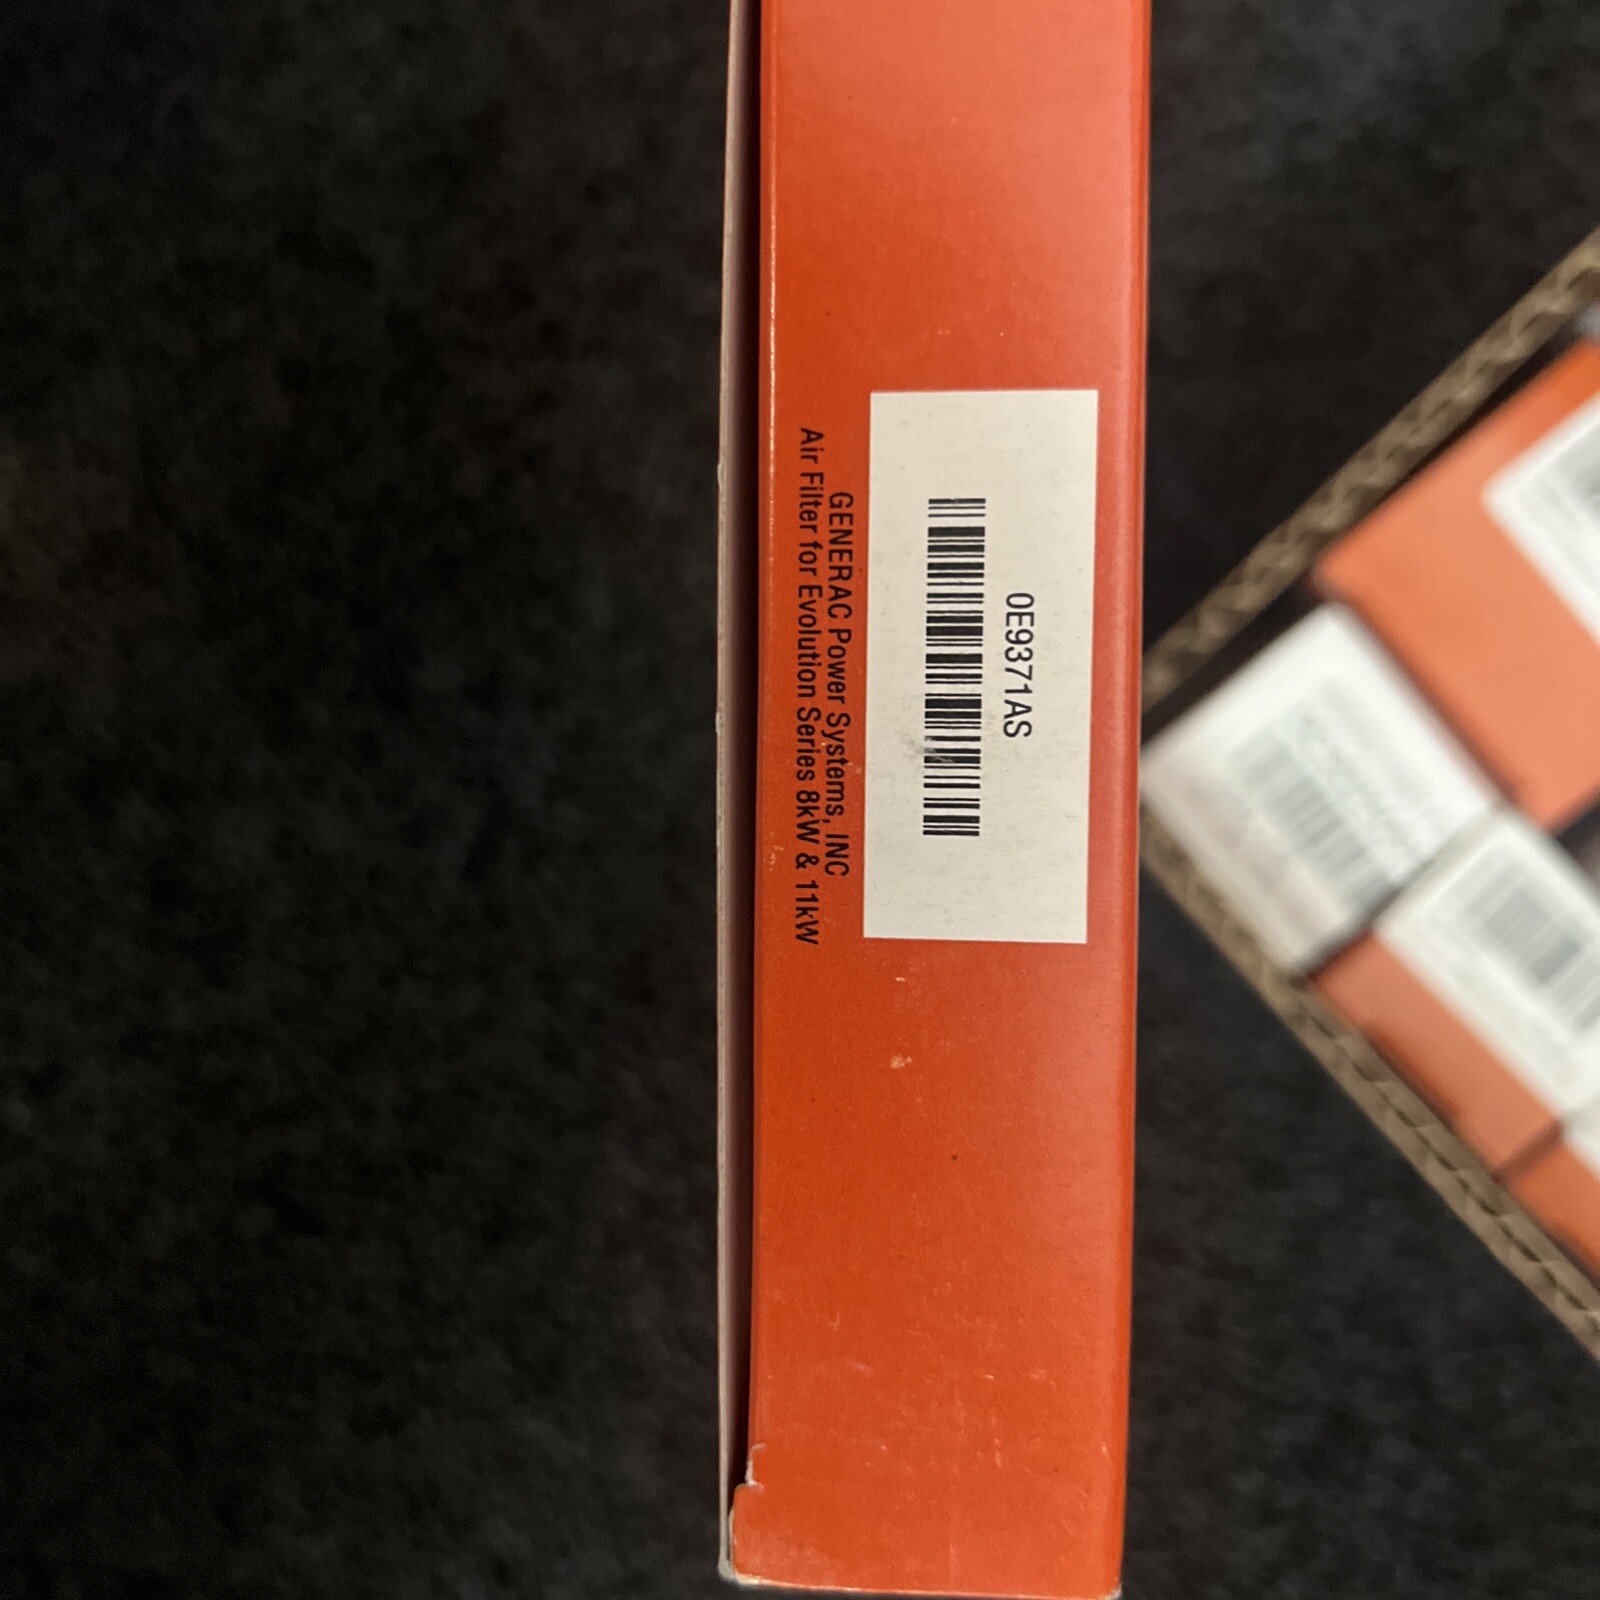 0E9371AS
GENERAC Power Systems, INC
Air Filter for Evolution Series 8kW & 11kW